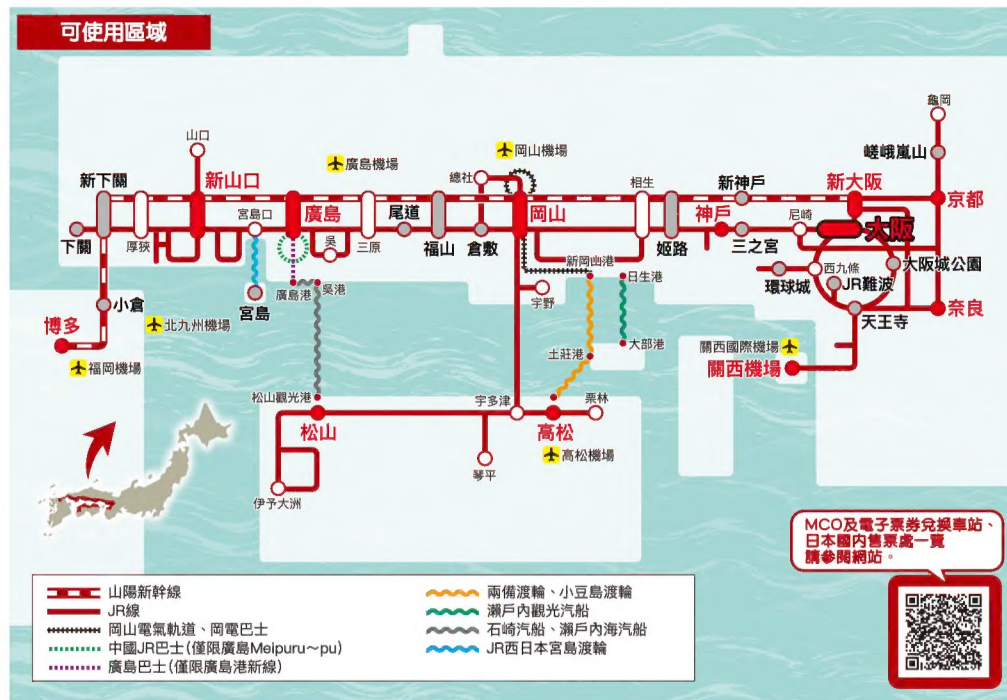 可使用區域
龜岡
山口
廣島機場
岡山機場
嵯峨嵐山
總社
新下關
新山口
相生
新神戶
新大阪
宮島口
廣島
尾道
岡山
神戶
尼崎
京都
大阪
下關
厚狹
吳
三原
福山
倉敷
姬路
三之宮
新岡山港
日生港
西九條
大阪城公園
環球城
JR難波
廣島港
吳港
宇野
小倉
宮島
奈良
天王寺
博多
北九州機場
土莊港
大部港
關西國際機場
福岡機場
關西機場
松山觀光港
宇多津
栗林
松山
高松
高松機場
琴平
伊予大洲
MCO及電子票券兌換車站、
日本國內售票處一覽
請參閱網站。
山陽新幹線
JR線
岡山電氣軌道、岡電巴士
中國JR巴士(僅限廣島Meipuru～pu)
廣島巴士(僅限廣島港新線)
兩備渡輪、小豆島渡輪
瀨戶內觀光汽船
石崎汽船、瀨戶內海汽船
JR西日本宮島渡輪